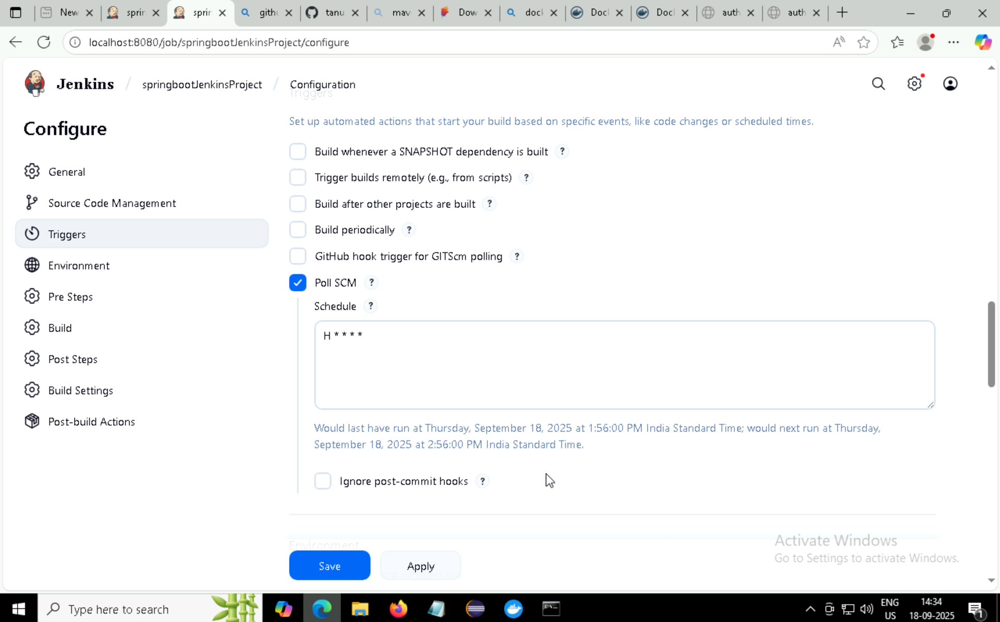 New
sprir
sprir
githu
tanu
mav
Dow
docl
Docl
Docl
auth
auth
localhost:8080/job/springbootJenkinsProject/configure
Jenkins / springbootJenkinsProject / Configuration
Triggers
Configure
General
Source Code Management
Triggers
Environment
Pre Steps
Build
Post Steps
Build Settings
Post-build Actions
Set up automated actions that start your build based on specific events, like code changes or scheduled times.
Build whenever a SNAPSHOT dependency is built ?
Trigger builds remotely (e.g., from scripts) ?
Build after other projects are built ?
Build periodically ?
GitHub hook trigger for GITScm polling ?
Poll SCM ?
Schedule ?
H * * * *
Would last have run at Thursday, September 18, 2025 at 1:56:00 PM India Standard Time; would next run at Thursday,
September 18, 2025 at 2:56:00 PM India Standard Time.
Ignore post-commit hooks ?
Environment
Save
Apply
Activate Windows
Go to Settings to activate Windows.
Type here to search
ENG
US
14:34
18-09-2025
1